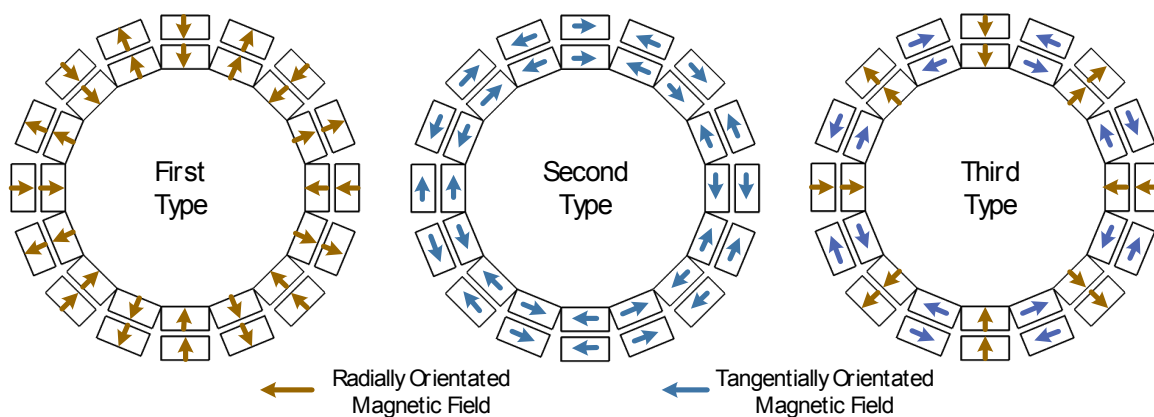 First
Type
Second
Type
Third
Type
Radially Orientated
Magnetic Field
Tangentially Orientated
Magnetic Field